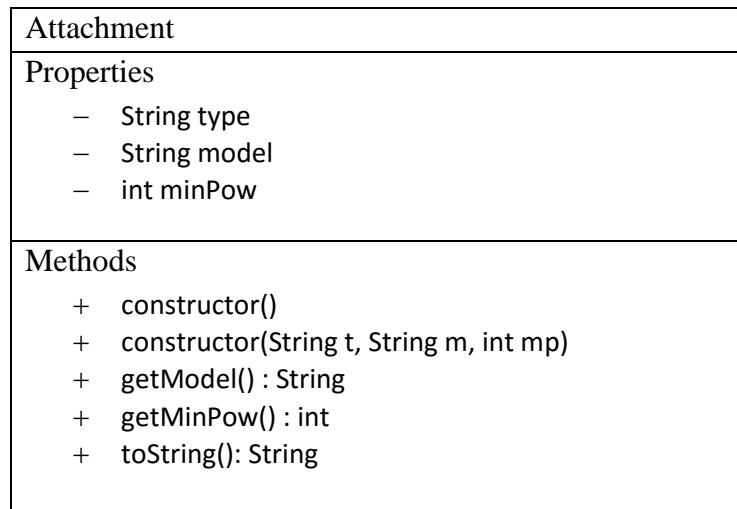 Attachment
Properties
− String type
− String model
− int minPow
Methods
+ constructor()
+ constructor(String t, String m, int mp)
+ getModel() : String
+ getMinPow() : int
+ toString(): String